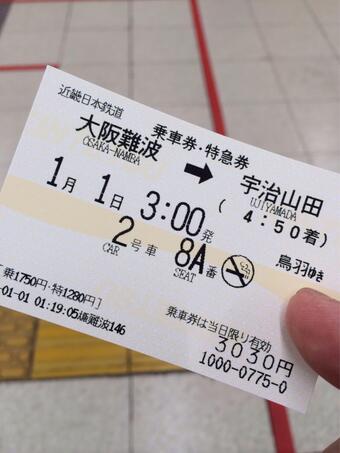 近畿日本鉄道
乗車券・特急券
大阪難波 ➡ 宇治山田
OSAKA-NAMBA UJIYAMADA
1月 1日 3:00発 ( 4:50着)
2号車 8A番 鳥羽ゆき
CAR SEAT
乗1750円・特1280円]
-01-01 01:19:05 難波146
乗車券は当日限り有効
3030円
1000-0775-0